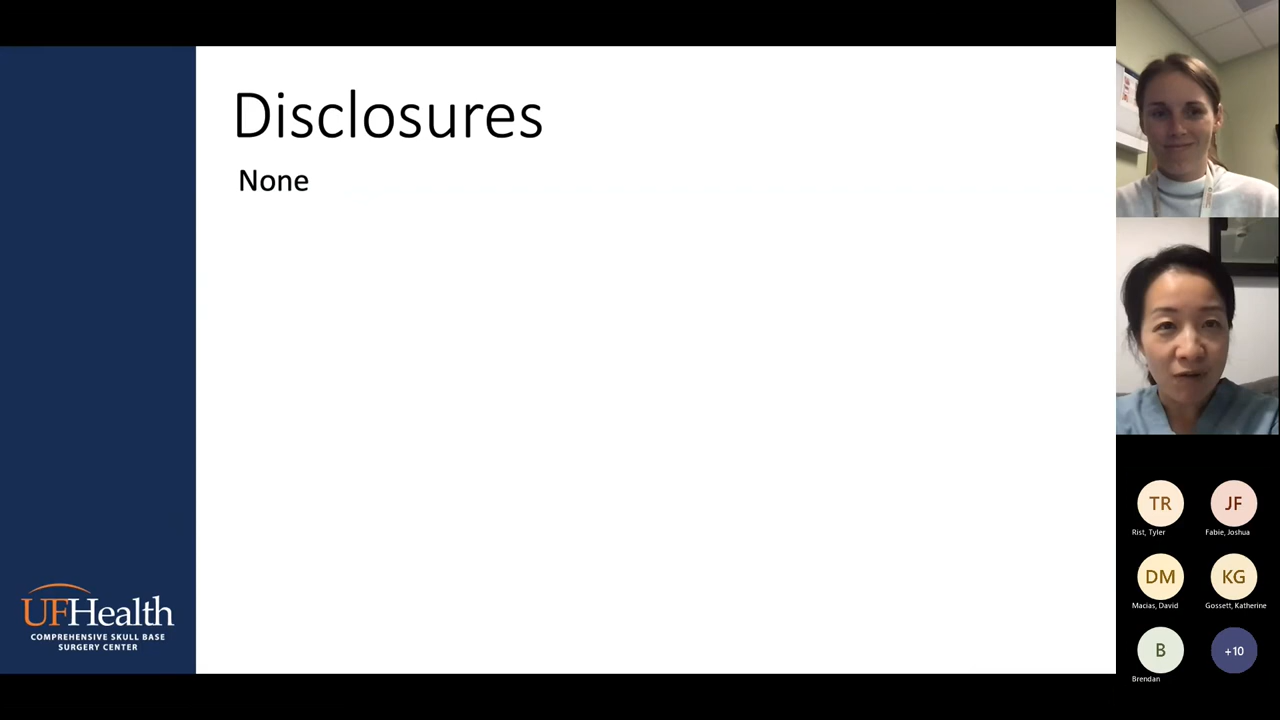 Disclosures
None
UFHealth
COMPREHENSIVE SKULL BASE
SURGERY CENTER
TR
JF
Rist, Tyler
Fabie, Joshua
DM
KG
Macias, David
Gossett, Katherine
B
+10
Brendan